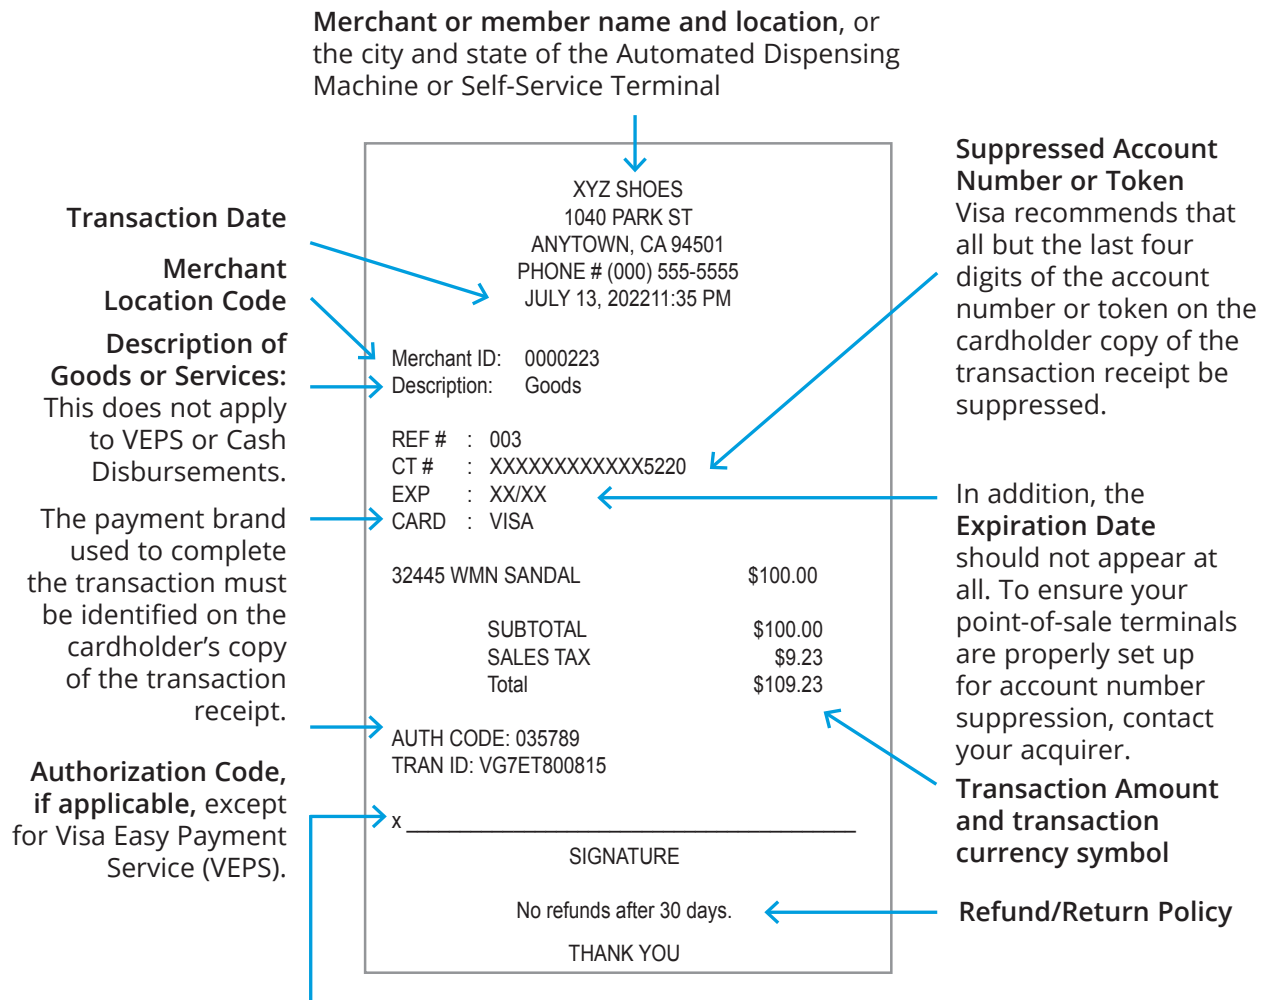 Merchant or member name and location, or
the city and state of the Automated Dispensing
Machine or Self-Service Terminal
Transaction Date
Merchant
Location Code
Description of
Goods or Services:
This does not apply
to VEPS or Cash
Disbursements.
The payment brand
used to complete
the transaction must
be identified on the
cardholder's copy
of the transaction
receipt.
Authorization Code,
if applicable, except
for Visa Easy Payment
Service (VEPS).
XYZ SHOES
1040 PARK ST
ANYTOWN, CA 94501
PHONE # (000) 555-5555
JULY 13, 202211:35 PM
Merchant ID: 0000223
Description: Goods
REF # : 003
CT # : XXXXXXXXXXXX5220
EXP : XX/XX
CARD : VISA
32445 WMN SANDAL $100.00
SUBTOTAL $100.00
SALES TAX $9.23
Total $109.23
AUTH CODE: 035789
TRAN ID: VG7ET800815
x
SIGNATURE
No refunds after 30 days.
THANK YOU
Suppressed Account
Number or Token
Visa recommends that
all but the last four
digits of the account
number or token on the
cardholder copy of the
transaction receipt be
suppressed.
In addition, the
Expiration Date
should not appear at
all. To ensure your
point-of-sale terminals
are properly set up
for account number
suppression, contact
your acquirer.
Transaction Amount
and transaction
currency symbol
Refund/Return Policy